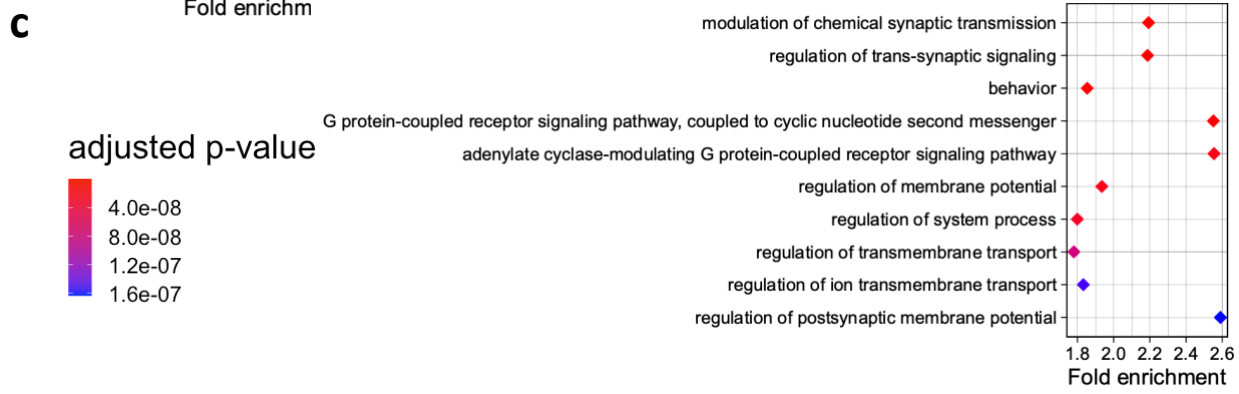 Fold enrichm
c
modulation of chemical synaptic transmission
regulation of trans-synaptic signaling
behavior
G protein-coupled receptor signaling pathway, coupled to cyclic nucleotide second messenger
adenylate cyclase-modulating G protein-coupled receptor signaling pathway
regulation of membrane potential
regulation of system process
regulation of transmembrane transport
regulation of ion transmembrane transport
regulation of postsynaptic membrane potential
1.8 2.0 2.2 2.4 2.6
Fold enrichment
adjusted p-value
4.0e-08
8.0e-08
1.2e-07
1.6e-07